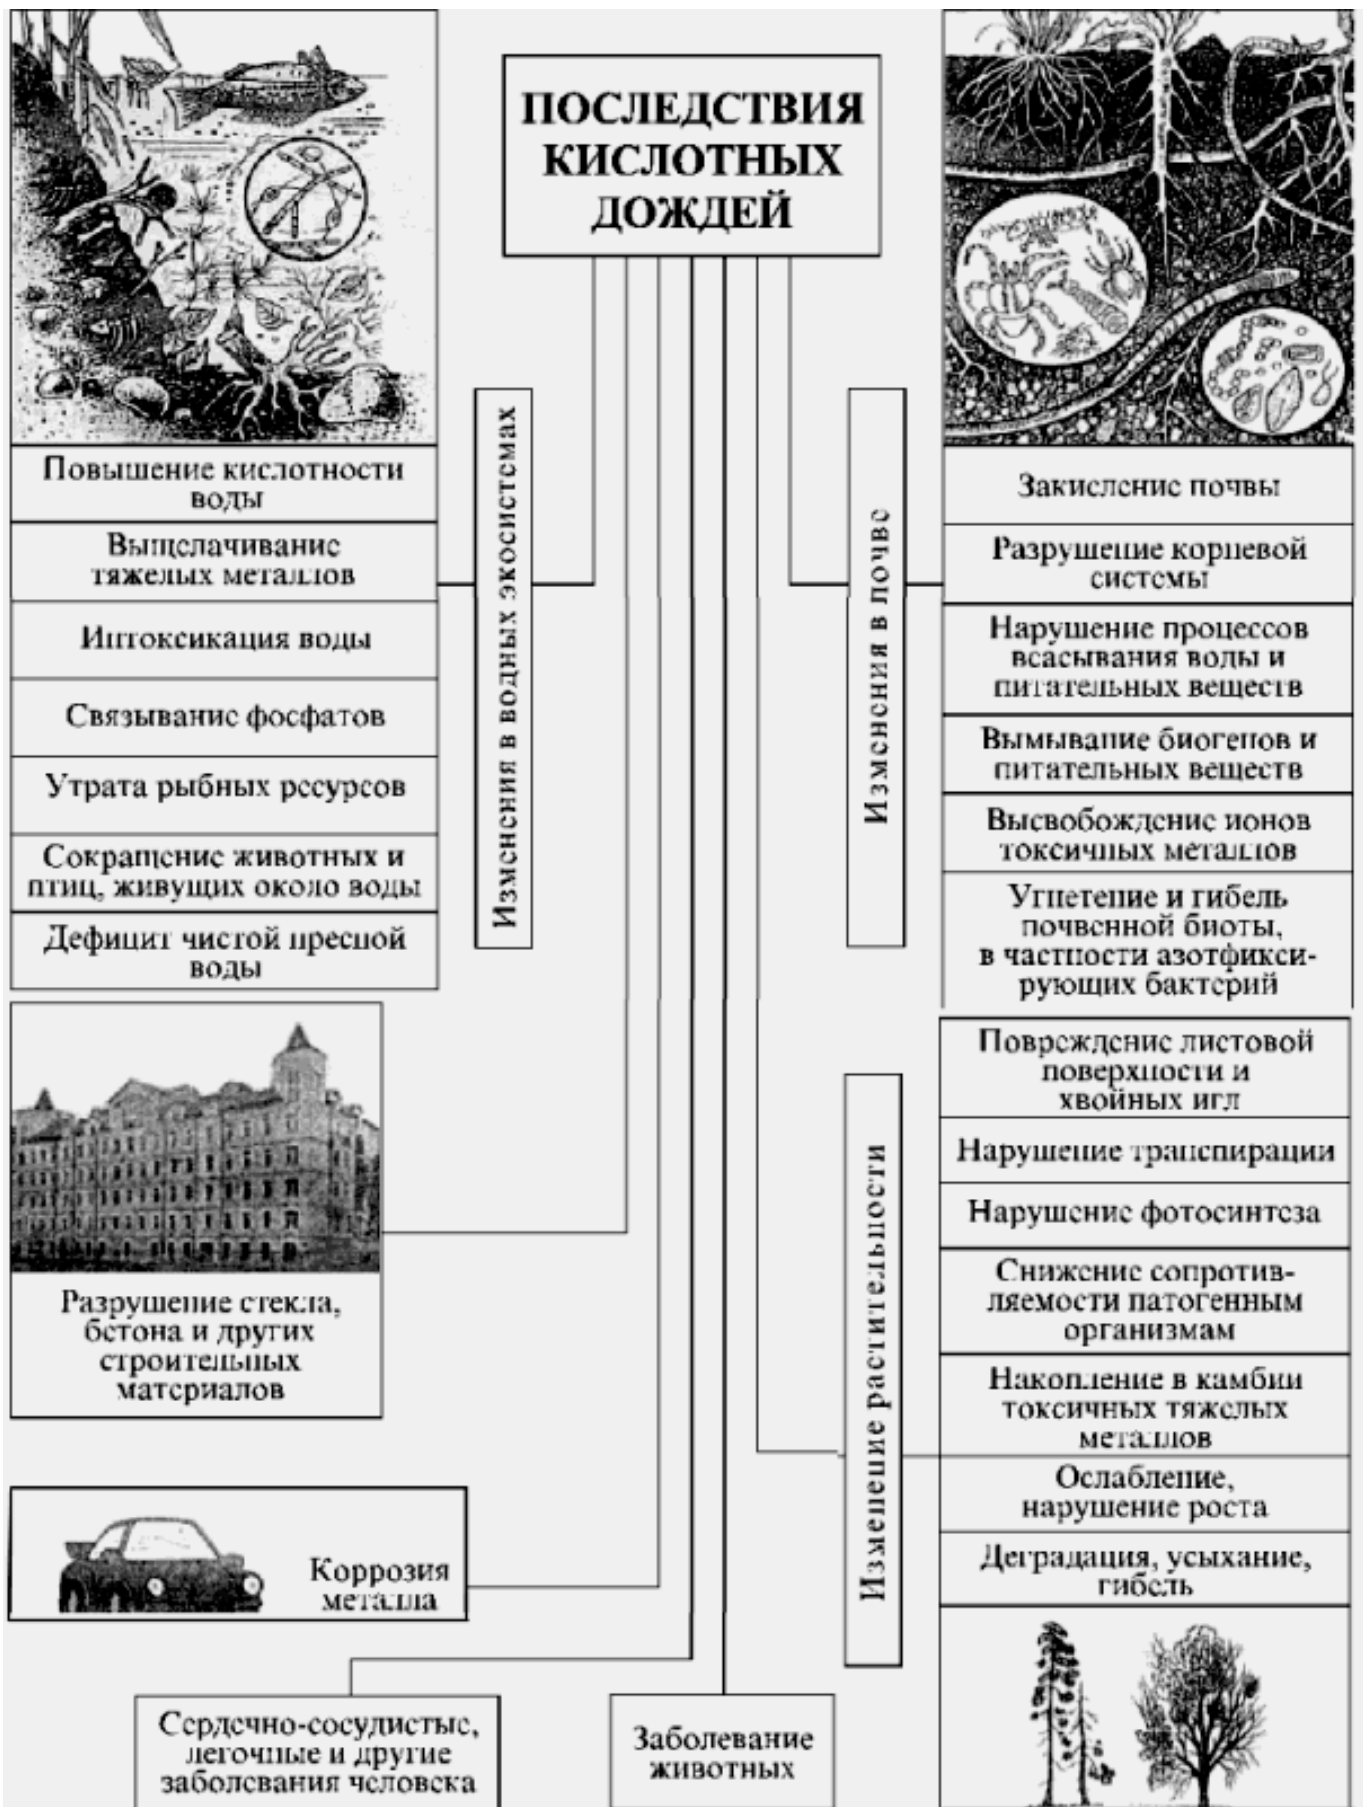 ПОСЛЕДСТВИЯ
КИСЛОТНЫХ
ДОЖДЕЙ
Изменения в водных экосистемах
Повышение кислотности
воды
Выщелачивание
тяжелых металлов
Интоксикация воды
Связывание фосфатов
Утрата рыбных ресурсов
Сокращение животных и
птиц, живущих около воды
Дефицит чистой пресной
воды
Разрушение стекла,
бетона и других
строительных
материалов
Коррозия
металла
Сердечно-сосудистые,
легочные и другие
заболевания человека
Заболевание
животных
Изменения в почве
Закисление почвы
Разрушение корневой
системы
Нарушение процессов
всасывания воды и
питательных веществ
Вымывание биогенов и
питательных веществ
Высвобождение ионов
токсичных металлов
Угнетение и гибель
почвенной биоты,
в частности азотфикси-
рующих бактерий
Изменение растительности
Повреждение листовой
поверхности и
хвойных игл
Нарушение транспирации
Нарушение фотосинтеза
Снижение сопротив-
ляемости патогенным
организмам
Накопление в камбии
токсичных тяжелых
металлов
Ослабление,
нарушение роста
Деградация, усыхание,
гибель